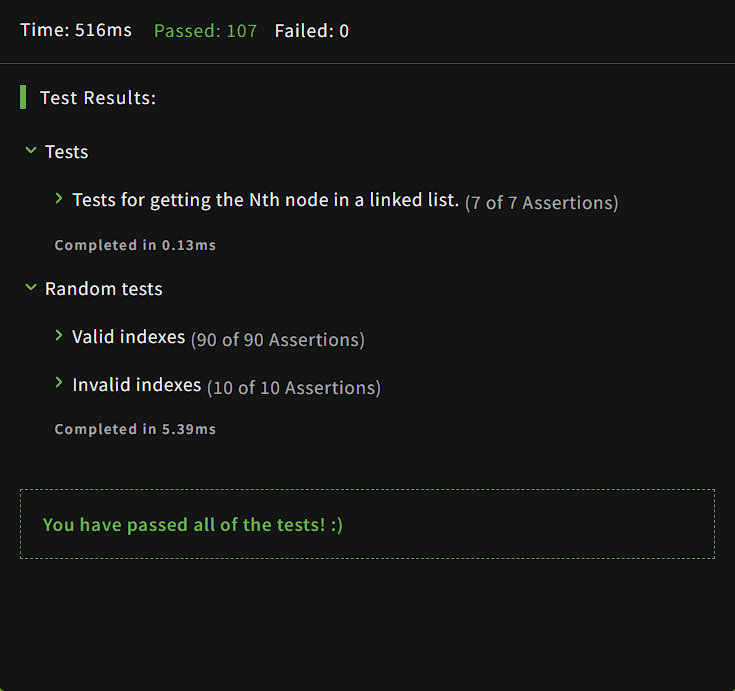 Time: 516ms Passed: 107 Failed: 0
Test Results:
Tests
Tests for getting the Nth node in a linked list. (7 of 7 Assertions)
Completed in 0.13ms
Random tests
Valid indexes (90 of 90 Assertions)
Invalid indexes (10 of 10 Assertions)
Completed in 5.39ms
You have passed all of the tests! :)